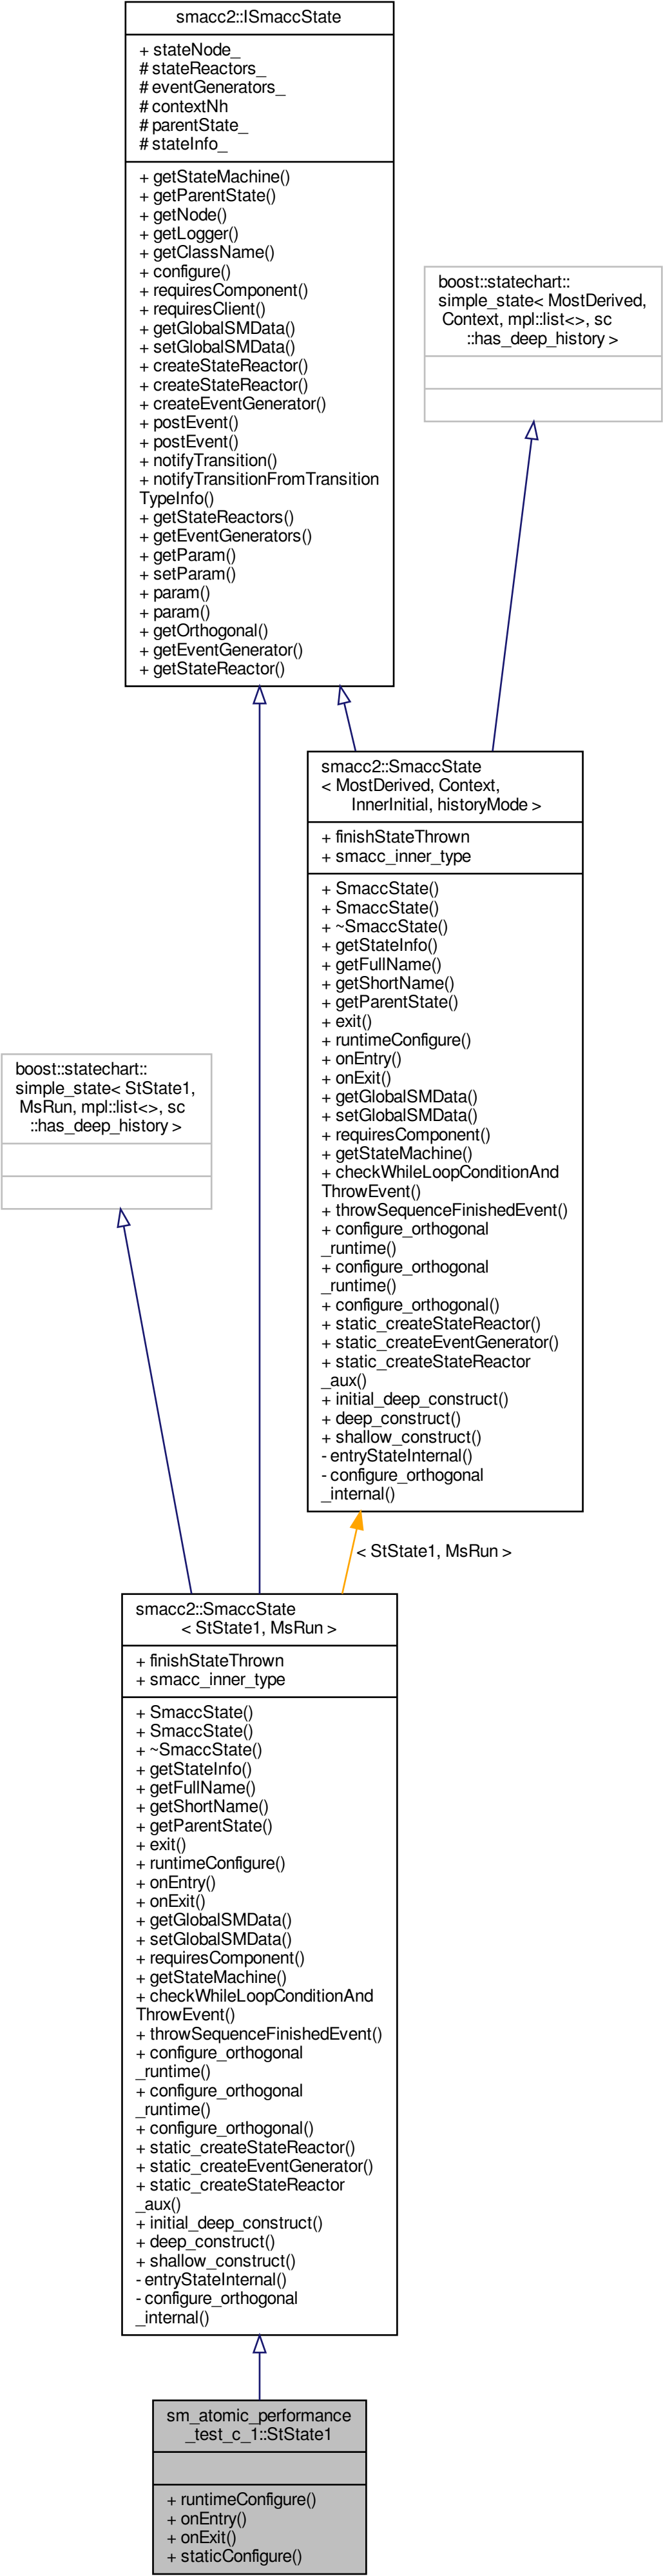 smacc2::ISmaccState
+ stateNode_
# stateReactors_
# eventGenerators_
# contextNh
# parentState_
# stateInfo_
+ getStateMachine()
+ getParentState()
+ getNode()
+ getLogger()
+ getClassName()
+ configure()
+ requiresComponent()
+ requiresClient()
+ getGlobalSMData()
+ setGlobalSMData()
+ createStateReactor()
+ createStateReactor()
+ createEventGenerator()
+ postEvent()
+ postEvent()
+ notifyTransition()
+ notifyTransitionFromTransition
TypeInfo()
+ getStateReactors()
+ getEventGenerators()
+ getParam()
+ setParam()
+ param()
+ param()
+ getOrthogonal()
+ getEventGenerator()
+ getStateReactor()
boost::statechart::
simple_state< MostDerived,
Context, mpl::list<>, sc
::has_deep_history >
smacc2::SmaccState
< MostDerived, Context,
InnerInitial, historyMode >
+ finishStateThrown
+ smacc_inner_type
+ SmaccState()
+ SmaccState()
+ ~SmaccState()
+ getStateInfo()
+ getFullName()
+ getShortName()
+ getParentState()
+ exit()
+ runtimeConfigure()
+ onEntry()
+ onExit()
+ getGlobalSMData()
+ setGlobalSMData()
+ requiresComponent()
+ getStateMachine()
+ checkWhileLoopConditionAnd
ThrowEvent()
+ throwSequenceFinishedEvent()
+ configure_orthogonal
_runtime()
+ configure_orthogonal
_runtime()
+ configure_orthogonal()
+ static_createStateReactor()
+ static_createEventGenerator()
+ static_createStateReactor
_aux()
+ initial_deep_construct()
+ deep_construct()
+ shallow_construct()
- entryStateInternal()
- configure_orthogonal
_internal()
boost::statechart::
simple_state< StState1,
MsRun, mpl::list<>, sc
::has_deep_history >
< StState1, MsRun >
smacc2::SmaccState
< StState1, MsRun >
+ finishStateThrown
+ smacc_inner_type
+ SmaccState()
+ SmaccState()
+ ~SmaccState()
+ getStateInfo()
+ getFullName()
+ getShortName()
+ getParentState()
+ exit()
+ runtimeConfigure()
+ onEntry()
+ onExit()
+ getGlobalSMData()
+ setGlobalSMData()
+ requiresComponent()
+ getStateMachine()
+ checkWhileLoopConditionAnd
ThrowEvent()
+ throwSequenceFinishedEvent()
+ configure_orthogonal
_runtime()
+ configure_orthogonal
_runtime()
+ configure_orthogonal()
+ static_createStateReactor()
+ static_createEventGenerator()
+ static_createStateReactor
_aux()
+ initial_deep_construct()
+ deep_construct()
+ shallow_construct()
- entryStateInternal()
- configure_orthogonal
_internal()
sm_atomic_performance
_test_c_1::StState1
+ runtimeConfigure()
+ onEntry()
+ onExit()
+ staticConfigure()